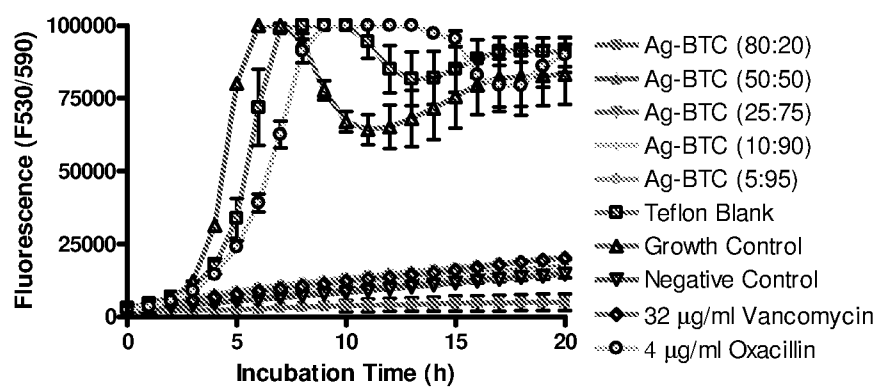 Fluorescence (F530/590)
100000
75000
50000
25000
0
0 5 10 15 20
Incubation Time (h)
Ag-BTC (80:20)
Ag-BTC (50:50)
Ag-BTC (25:75)
Ag-BTC (10:90)
Ag-BTC (5:95)
Teflon Blank
Growth Control
Negative Control
32 μg/ml Vancomycin
4 μg/ml Oxacillin